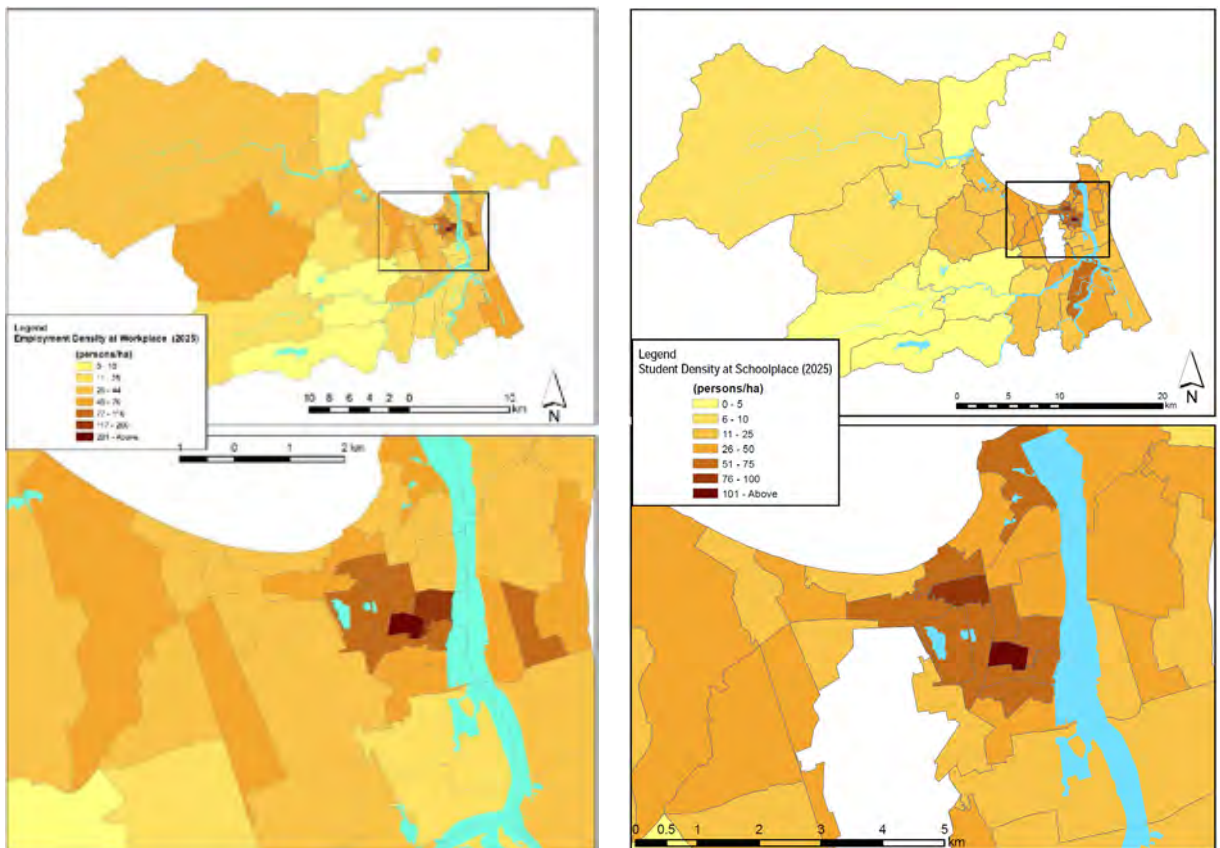 Legend
Employment Density at Workplace (2025)
(persons/ha)
26 - 44
201 - Above
10 8 6 4 2 0 10
km
N
1 0 1 2 km
Legend
Student Density at Schoolplace (2025)
(persons/ha)
0 - 5
6 - 10
11 - 25
26 - 50
51 - 75
76 - 100
101 - Above
0 10 20
km
N
0 0.5 1 2 3 4 5
km